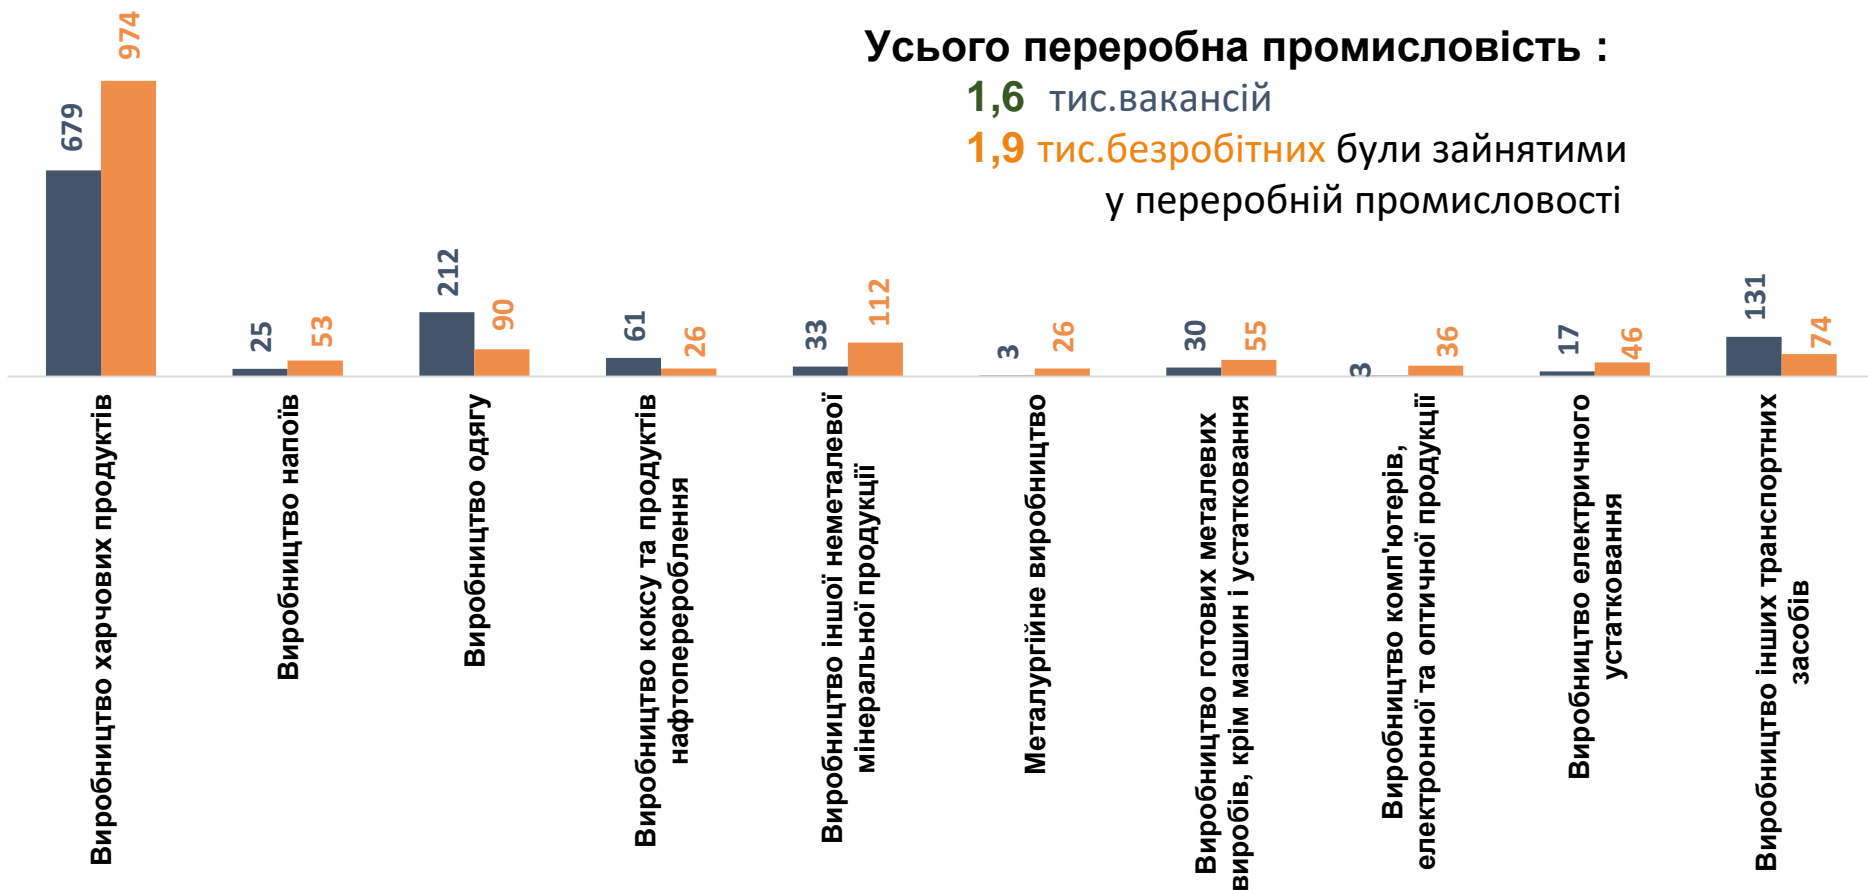 Усього переробна промисловість :
1,6 тис.вакансій
1,9 тис.безробітних були зайнятими
у переробній промисловості
679
974
25
53
212
90
61
26
33
112
3
26
30
55
3
36
17
46
131
74
Виробництво харчових продуктів
Виробництво напоїв
Виробництво одягу
Виробництво коксу та продуктів
нафтоперероблення
Виробництво іншої неметалевої
мінеральної продукції
Металургійне виробництво
Виробництво готових металевих
виробів, крім машин і устатковання
Виробництво комп'ютерів,
електронної та оптичної продукції
Виробництво електричного
устатковання
Виробництво інших транспортних
засобів